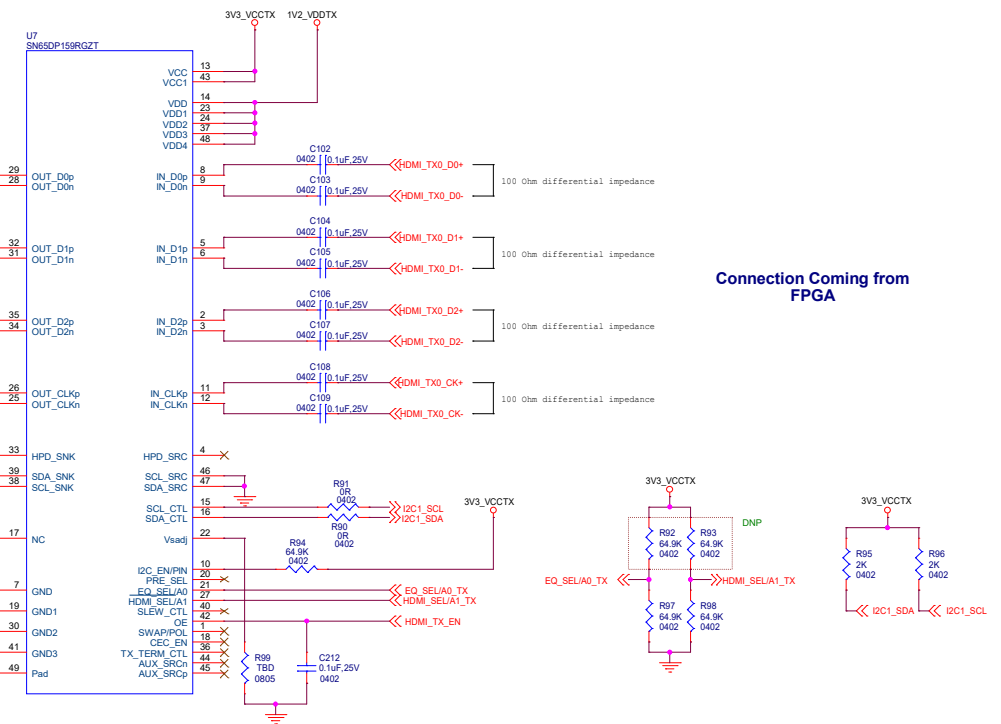 3V3_VCCTX
1V2_VDDTX
U7
SN65DP159RGZT
VCC 13
VCC1 43
VDD 14
VDD1 23
VDD2 24
VDD3 37
VDD4 48
C102
0402 0.1uF,25V
HDMI_TX0_D0+
29 OUT_D0p
IN_D0p 8
28 OUT_D0n
IN_D0n 9
100 Ohm differential impedance
C103
0402 0.1uF,25V
HDMI_TX0_D0-
C104
0402 0.1uF,25V
HDMI_TX0_D1+
32 OUT_D1p
IN_D1p 5
31 OUT_D1n
IN_D1n 6
100 Ohm differential impedance
C105
0402 0.1uF,25V
HDMI_TX0_D1-
Connection Coming from
FPGA
C106
0402 0.1uF,25V
HDMI_TX0_D2+
35 OUT_D2p
IN_D2p 2
34 OUT_D2n
IN_D2n 3
100 Ohm differential impedance
C107
0402 0.1uF,25V
HDMI_TX0_D2-
C108
0402 0.1uF,25V
HDMI_TX0_CK+
26 OUT_CLKp
IN_CLKp 11
25 OUT_CLKn
IN_CLKn 12
100 Ohm differential impedance
C109
0402 0.1uF,25V
HDMI_TX0_CK-
33 HPD_SNK
HPD_SRC 4
39 SDA_SNK
SCL_SRC 46
38 SCL_SNK
SDA_SRC 47
SCL_CTL 15
SDA_CTL 16
R91
0R
0402
I2C1_SCL
I2C1_SDA
R90
0R
0402
3V3_VCCTX
17 NC
Vsadj 22
R94
64.9K
0402
I2C_EN/PIN 10
PRE_SEL 20
7 GND
EQ_SEL/A0 21
EQ_SEL/A0_TX
HDMI_SEL/A1 27
HDMI_SEL/A1_TX
19 GND1
SLEW_CTL 40
OE 42
HDMI_TX_EN
30 GND2
SWAP/POL 1
CEC_EN 18
41 GND3
TX_TERM_CTL 36
AUX_SRCn 44
49 Pad
AUX_SRCp 45
R99
TBD
0805
C212
0.1uF,25V
0402
3V3_VCCTX
DNP
R92
64.9K
0402
R93
64.9K
0402
EQ_SEL/A0_TX
HDMI_SEL/A1_TX
R97
64.9K
0402
R98
64.9K
0402
3V3_VCCTX
R95
2K
0402
R96
2K
0402
I2C1_SDA
I2C1_SCL